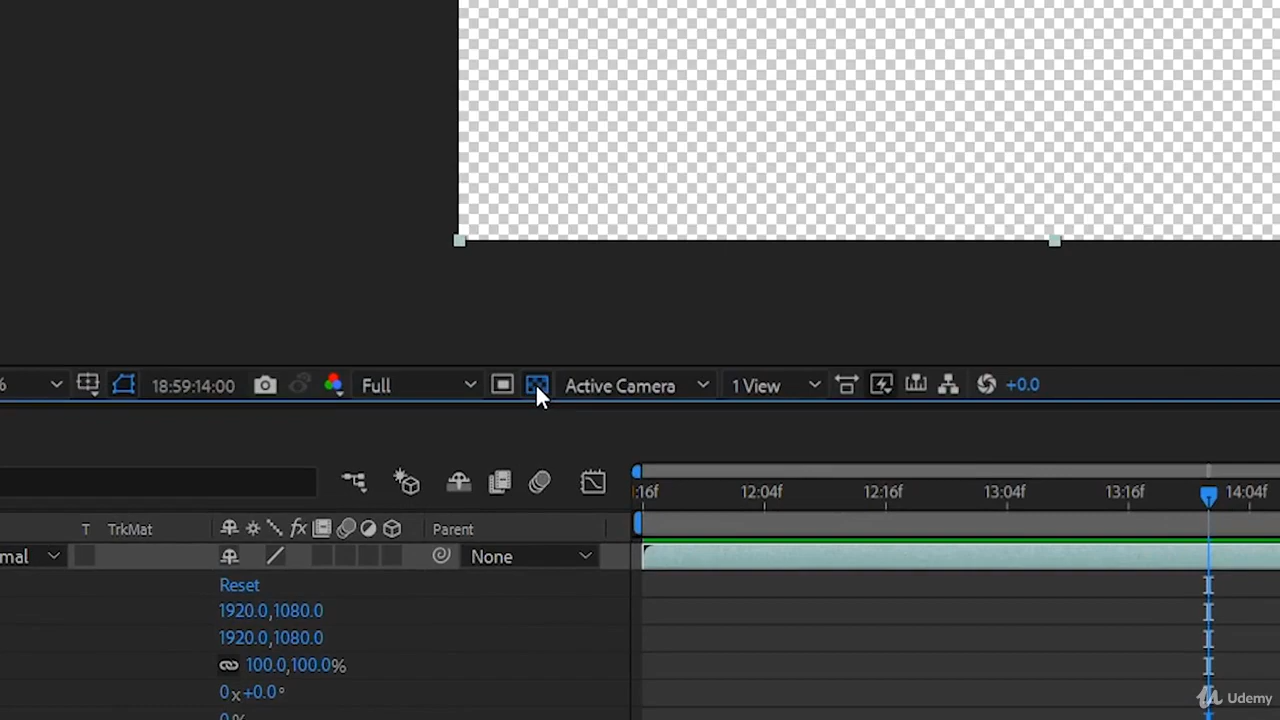 %
18:59:14:00
Full
Active Camera
1 View
+0.0
:16f
12:04f
12:16f
13:04f
13:16f
14:04f
T
TrkMat
fx
Parent
mal
None
Reset
1920.0,1080.0
1920.0,1080.0
100.0,100.0%
0x+0.0°
0%
Udemy